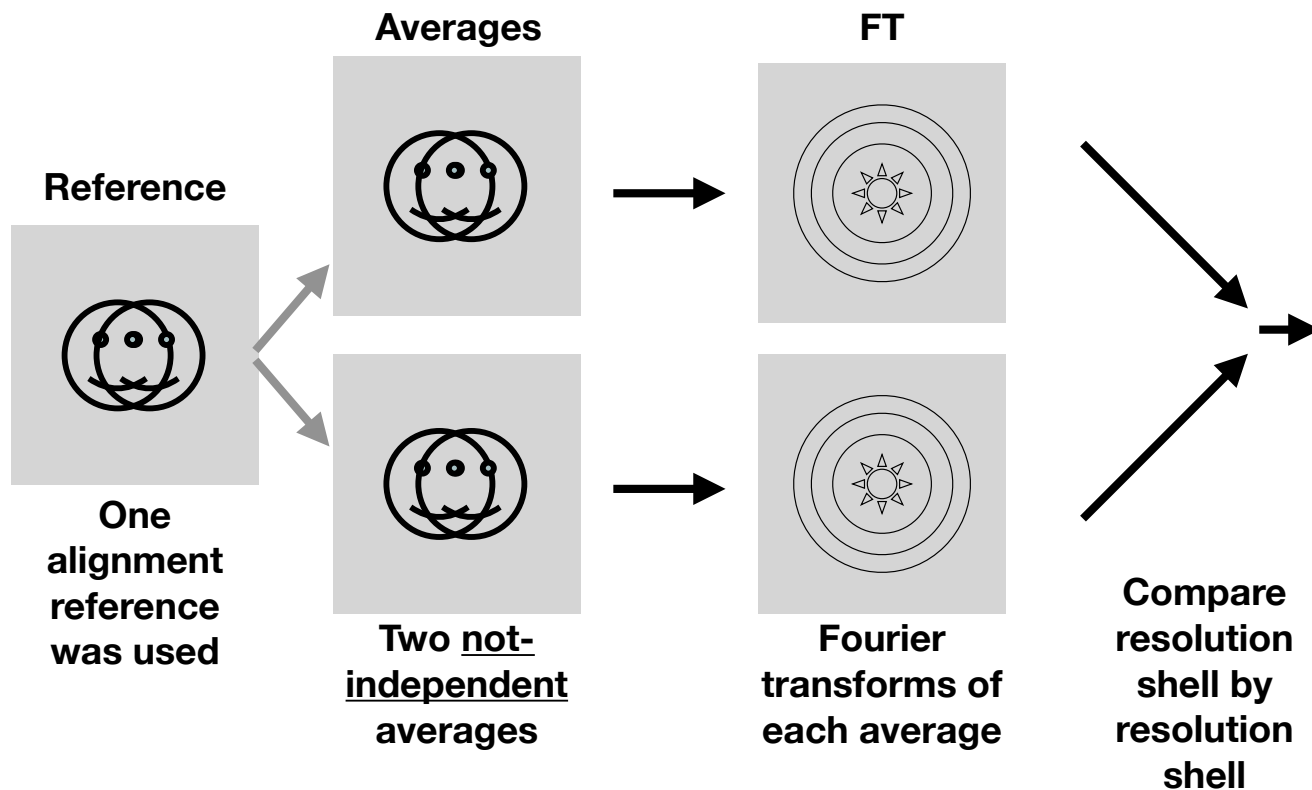 Averages
FT
Reference
One
alignment
reference
was used
Two not-
independent
averages
Fourier
transforms of
each average
Compare
resolution
shell by
resolution
shell